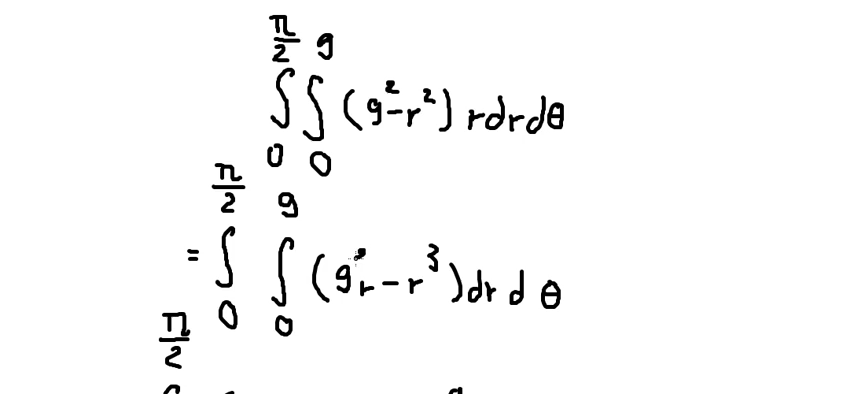 ∫₀^{π/2} ∫₀^{9} (9²-r²) r dr dθ
= ∫₀^{π/2} ∫₀^{9} (9²r - r³) dr dθ
π/2